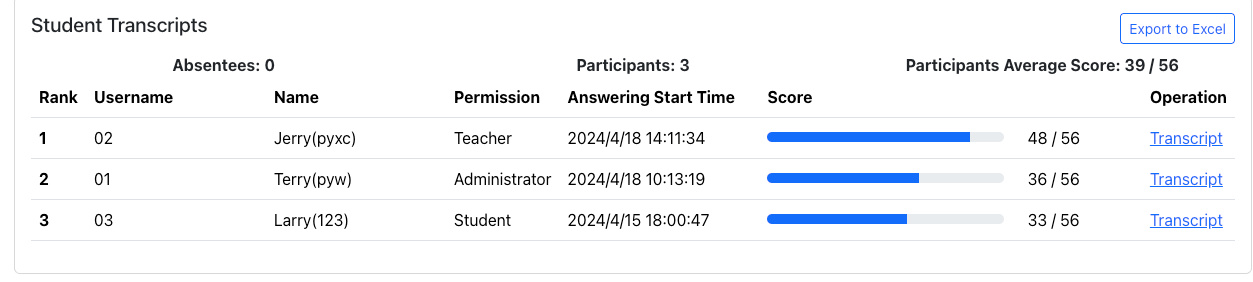 Student Transcripts
Export to Excel
Absentees: 0 Participants: 3 Participants Average Score: 39 / 56
Rank Username Name Permission Answering Start Time Score Operation
1 02 Jerry(pyxc) Teacher 2024/4/18 14:11:34 48 / 56 Transcript
2 01 Terry(pyw) Administrator 2024/4/18 10:13:19 36 / 56 Transcript
3 03 Larry(123) Student 2024/4/15 18:00:47 33 / 56 Transcript